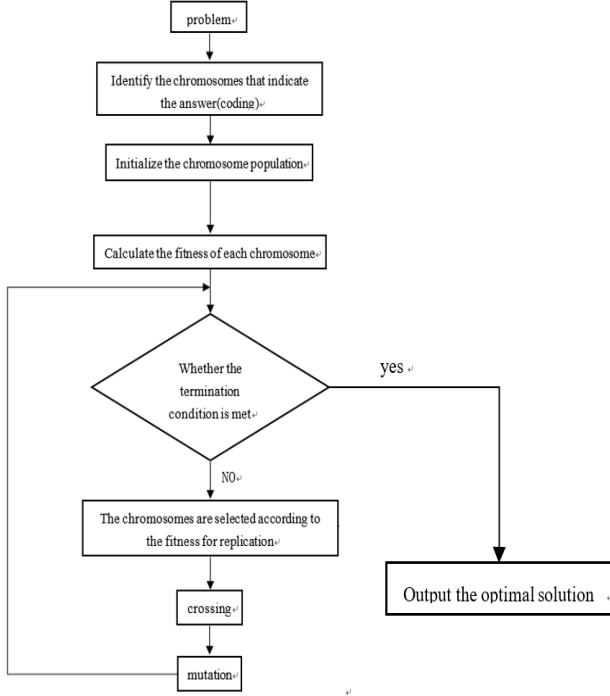 problem
Identify the chromosomes that indicate
the answer(coding)
Initialize the chromosome population
Calculate the fitness of each chromosome
Whether the
termination
condition is met
yes
NO
The chromosomes are selected according to
the fitness for replication
Output the optimal solution
crossing
mutation